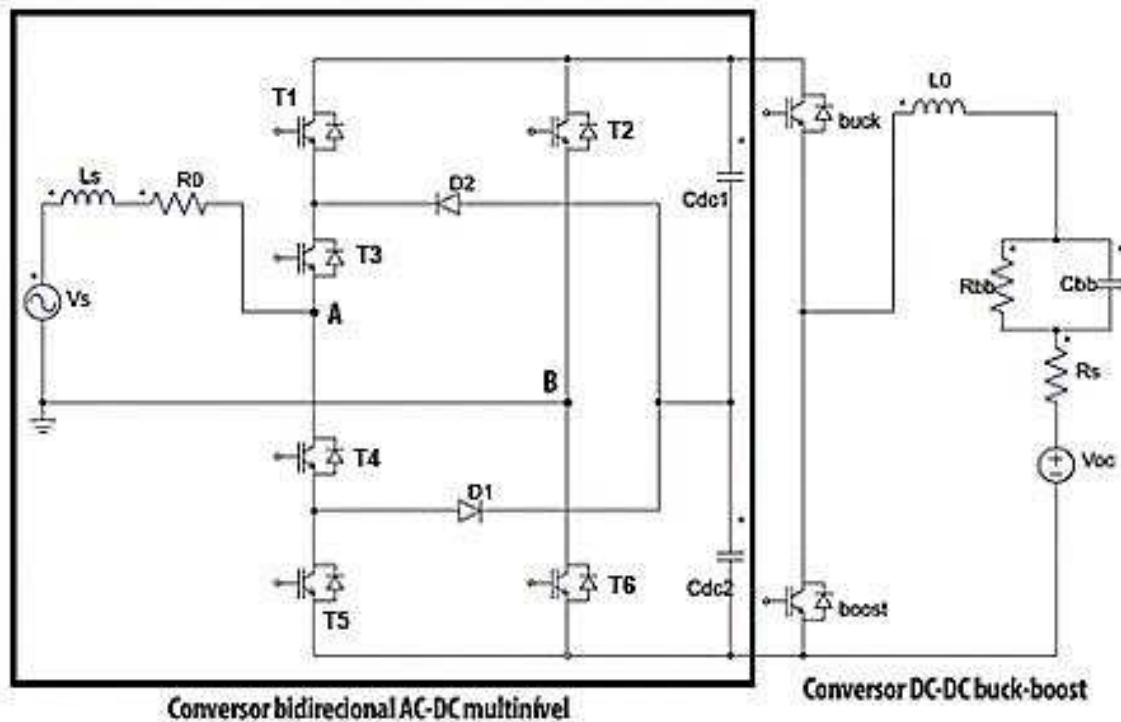 T1
T2
buck
L0
Ls
R0
D2
Cdc1
T3
Rbb
Cbb
Vs
A
B
Rs
T4
Voc
D1
Cdc2
T6
boost
T5
Conversor bidirecional AC-DC multinível
Conversor DC-DC buck-boost